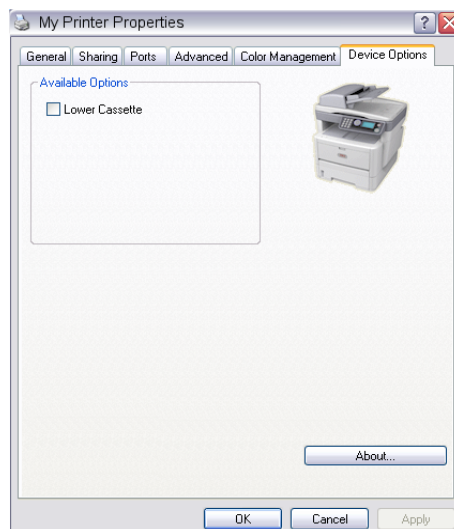 My Printer Properties
General Sharing Ports Advanced Color Management Device Options
Available Options
Lower Cassette
About...
OK Cancel Apply